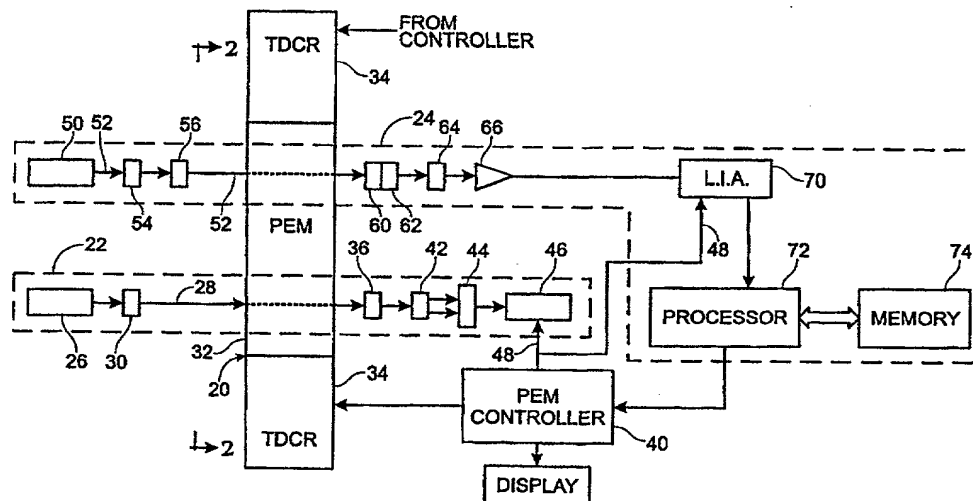 2
TDCR
FROM
CONTROLLER
34
50
52
56
24
64
66
54
52
60
62
L.I.A.
70
PEM
22
36
42
44
46
48
72
74
28
PROCESSOR
MEMORY
26
30
32
48
20
34
PEM
CONTROLLER
40
2
TDCR
DISPLAY